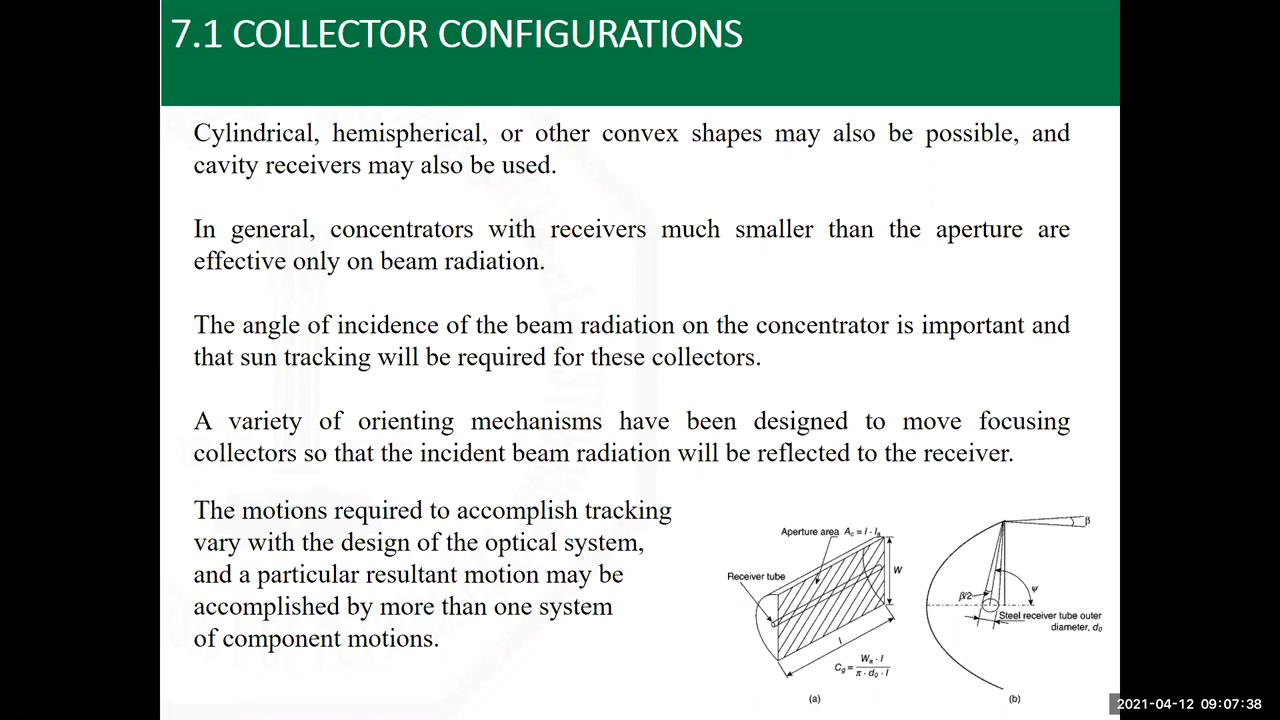 7.1 COLLECTOR CONFIGURATIONS
Cylindrical, hemispherical, or other convex shapes may also be possible, and
cavity receivers may also be used.
In general, concentrators with receivers much smaller than the aperture are
effective only on beam radiation.
The angle of incidence of the beam radiation on the concentrator is important and
that sun tracking will be required for these collectors.
A variety of orienting mechanisms have been designed to move focusing
collectors so that the incident beam radiation will be reflected to the receiver.
The motions required to accomplish tracking
vary with the design of the optical system,
and a particular resultant motion may be
accomplished by more than one system
of component motions.
Aperture area Ac = l · la
Receiver tube
W
l
Cg = Wa · l / π · d0 · l
(a)
β
ψ
β/2
Steel receiver tube outer
diameter, d0
(b)
2021-04-12 09:07:38